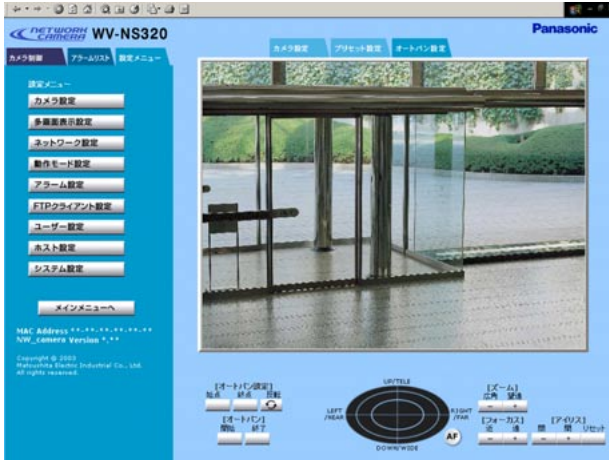 NETWORK CAMERA WV-NS320
Panasonic
カメラ制御 アラームリスト 設定メニュー
カメラ設定 プリセット設定 オートパン設定
設定メニュー
カメラ設定
多画面表示設定
ネットワーク設定
動作モード設定
アラーム設定
FTPクライアント設定
ユーザー設定
ホスト設定
システム設定
メインメニューへ
MAC Address **.**.**.**.**.**
NW_camera Version *.**
Copyright @ 2003
Matsushita Electric Industrial Co., Ltd.
All rights reserved.
[オートパン設定]
始点 終点 反転
[オートパン]
開始 終了
UP/TELE
LEFT /NEAR
RIGHT /FAR
DOWN/WIDE
AF
[ズーム]
広角 望遠
- +
[フォーカス]
近 遠
- +
[アイリス]
閉 開 リセット
- +